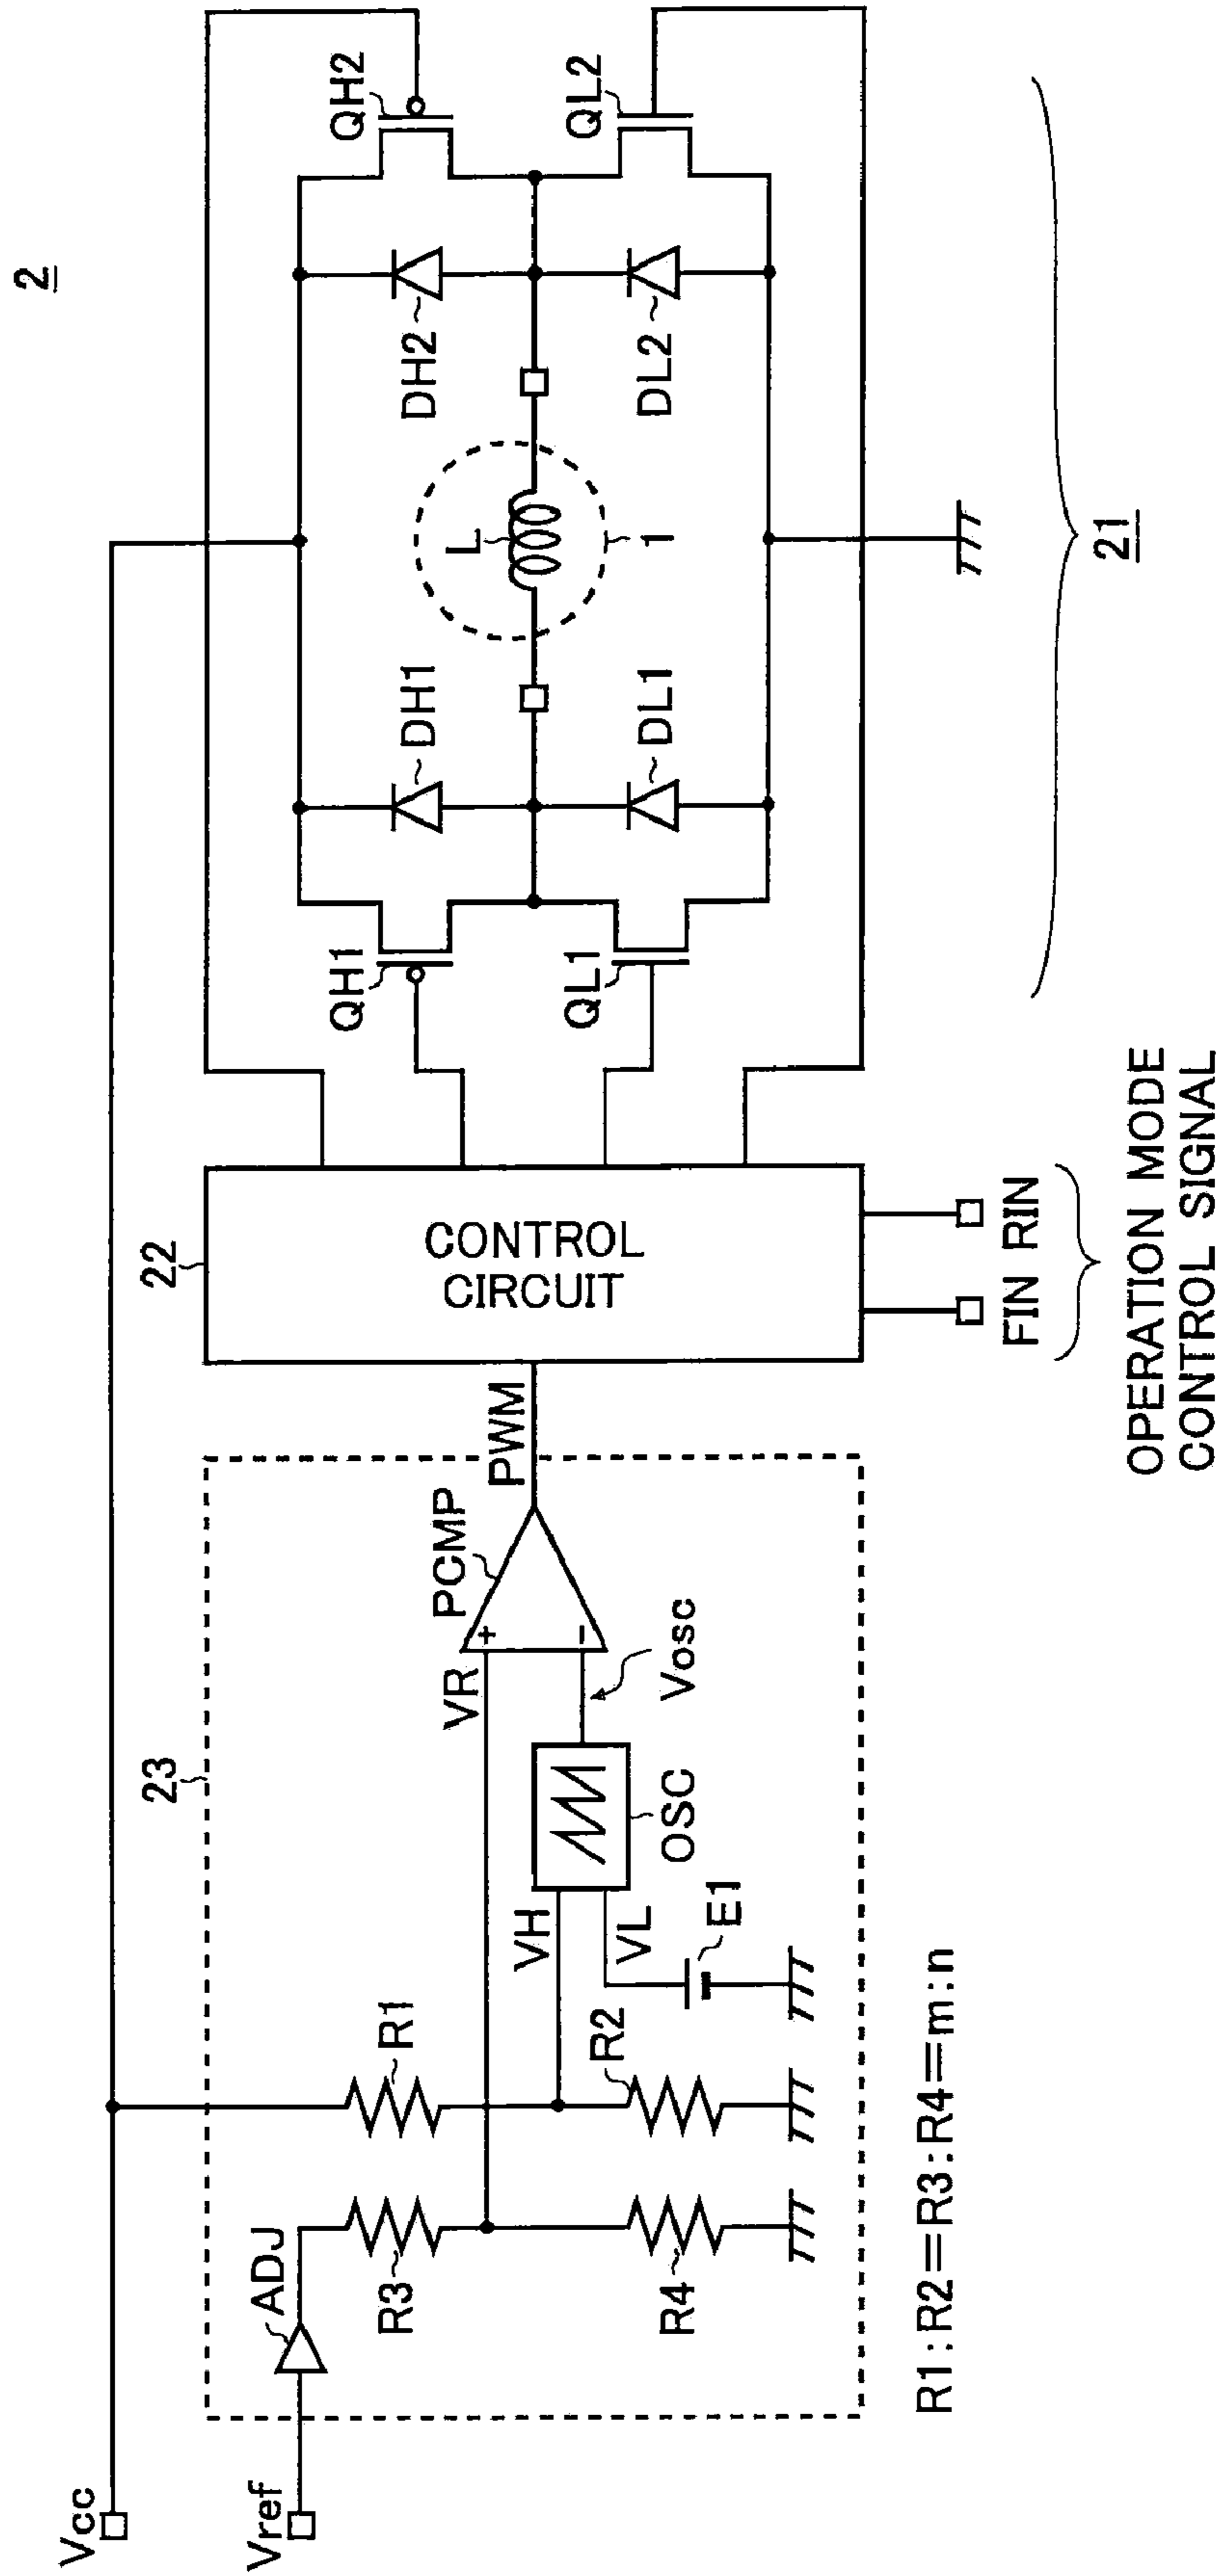 2
Vcc
Vref
23
ADJ
R3
R4
R1
R2
VR
VH
VL
E1
OSC
Vosc
PCMP
+
−
PWM
22
CONTROL
CIRCUIT
FIN RIN
OPERATION MODE
CONTROL SIGNAL
QH1
QL1
DH1
DL1
L
1
DH2
DL2
QH2
QL2
21
R1:R2=R3:R4=m:n